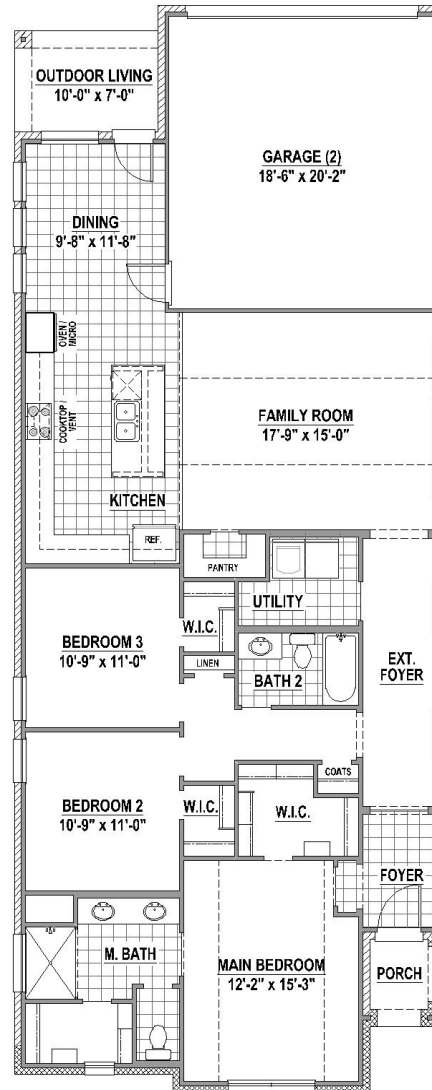 OUTDOOR LIVING
10'-0" x 7'-0"
GARAGE (2)
18'-6" x 20'-2"
DINING
9'-8" x 11'-8"
OVEN /
MICRO
COOKTOP /
VENT
FAMILY ROOM
17'-9" x 15'-0"
KITCHEN
REF.
PANTRY
UTILITY
W.I.C.
BEDROOM 3
10'-9" x 11'-0"
LINEN
BATH 2
EXT.
FOYER
COATS
BEDROOM 2
10'-9" x 11'-0"
W.I.C.
W.I.C.
FOYER
M. BATH
MAIN BEDROOM
12'-2" x 15'-3"
PORCH